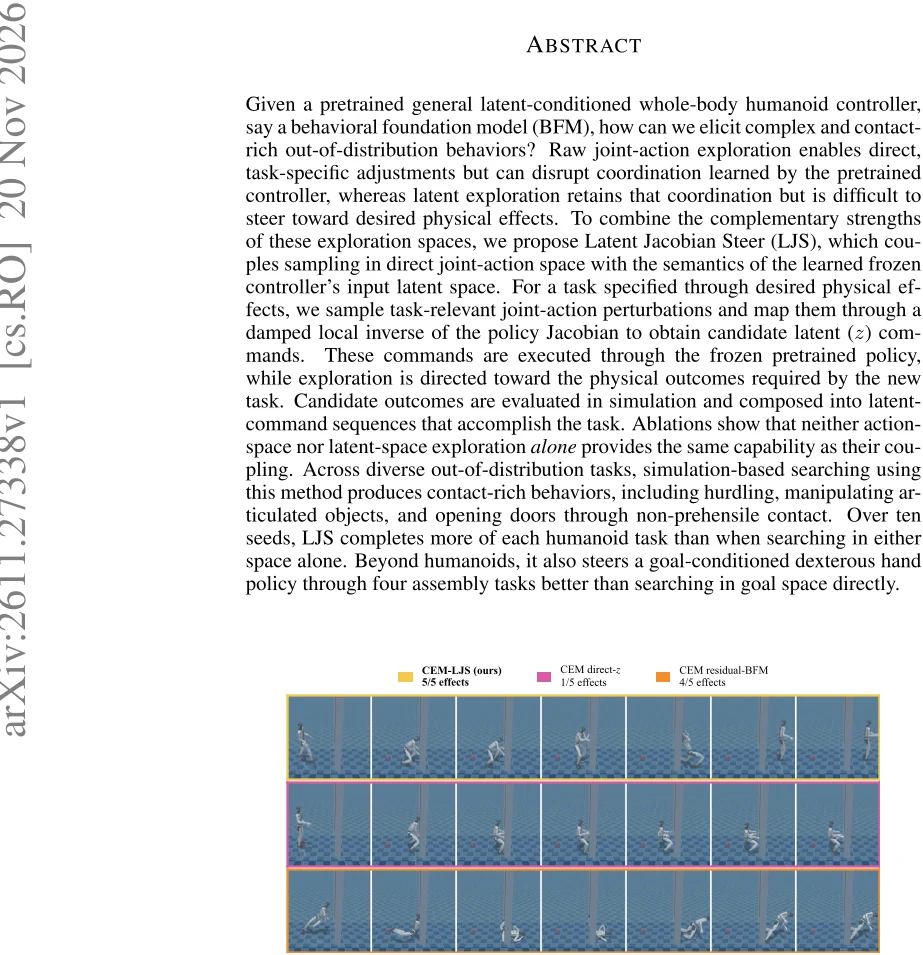 arXiv:2611.27338v1 [cs.RO] 20 Nov 2026
ABSTRACT
Given a pretrained general latent-conditioned whole-body humanoid controller,
say a behavioral foundation model (BFM), how can we elicit complex and contact-
rich out-of-distribution behaviors? Raw joint-action exploration enables direct,
task-specific adjustments but can disrupt coordination learned by the pretrained
controller, whereas latent exploration retains that coordination but is difficult to
steer toward desired physical effects. To combine the complementary strengths
of these exploration spaces, we propose Latent Jacobian Steer (LJS), which cou-
ples sampling in direct joint-action space with the semantics of the learned frozen
controller's input latent space. For a task specified through desired physical ef-
fects, we sample task-relevant joint-action perturbations and map them through a
damped local inverse of the policy Jacobian to obtain candidate latent (z) com-
mands. These commands are executed through the frozen pretrained policy,
while exploration is directed toward the physical outcomes required by the new
task. Candidate outcomes are evaluated in simulation and composed into latent-
command sequences that accomplish the task. Ablations show that neither action-
space nor latent-space exploration alone provides the same capability as their cou-
pling. Across diverse out-of-distribution tasks, simulation-based searching using
this method produces contact-rich behaviors, including hurdling, manipulating ar-
ticulated objects, and opening doors through non-prehensile contact. Over ten
seeds, LJS completes more of each humanoid task than when searching in either
space alone. Beyond humanoids, it also steers a goal-conditioned dexterous hand
policy through four assembly tasks better than searching in goal space directly.
CEM-LJS (ours)
5/5 effects
CEM direct-z
1/5 effects
CEM residual-BFM
4/5 effects